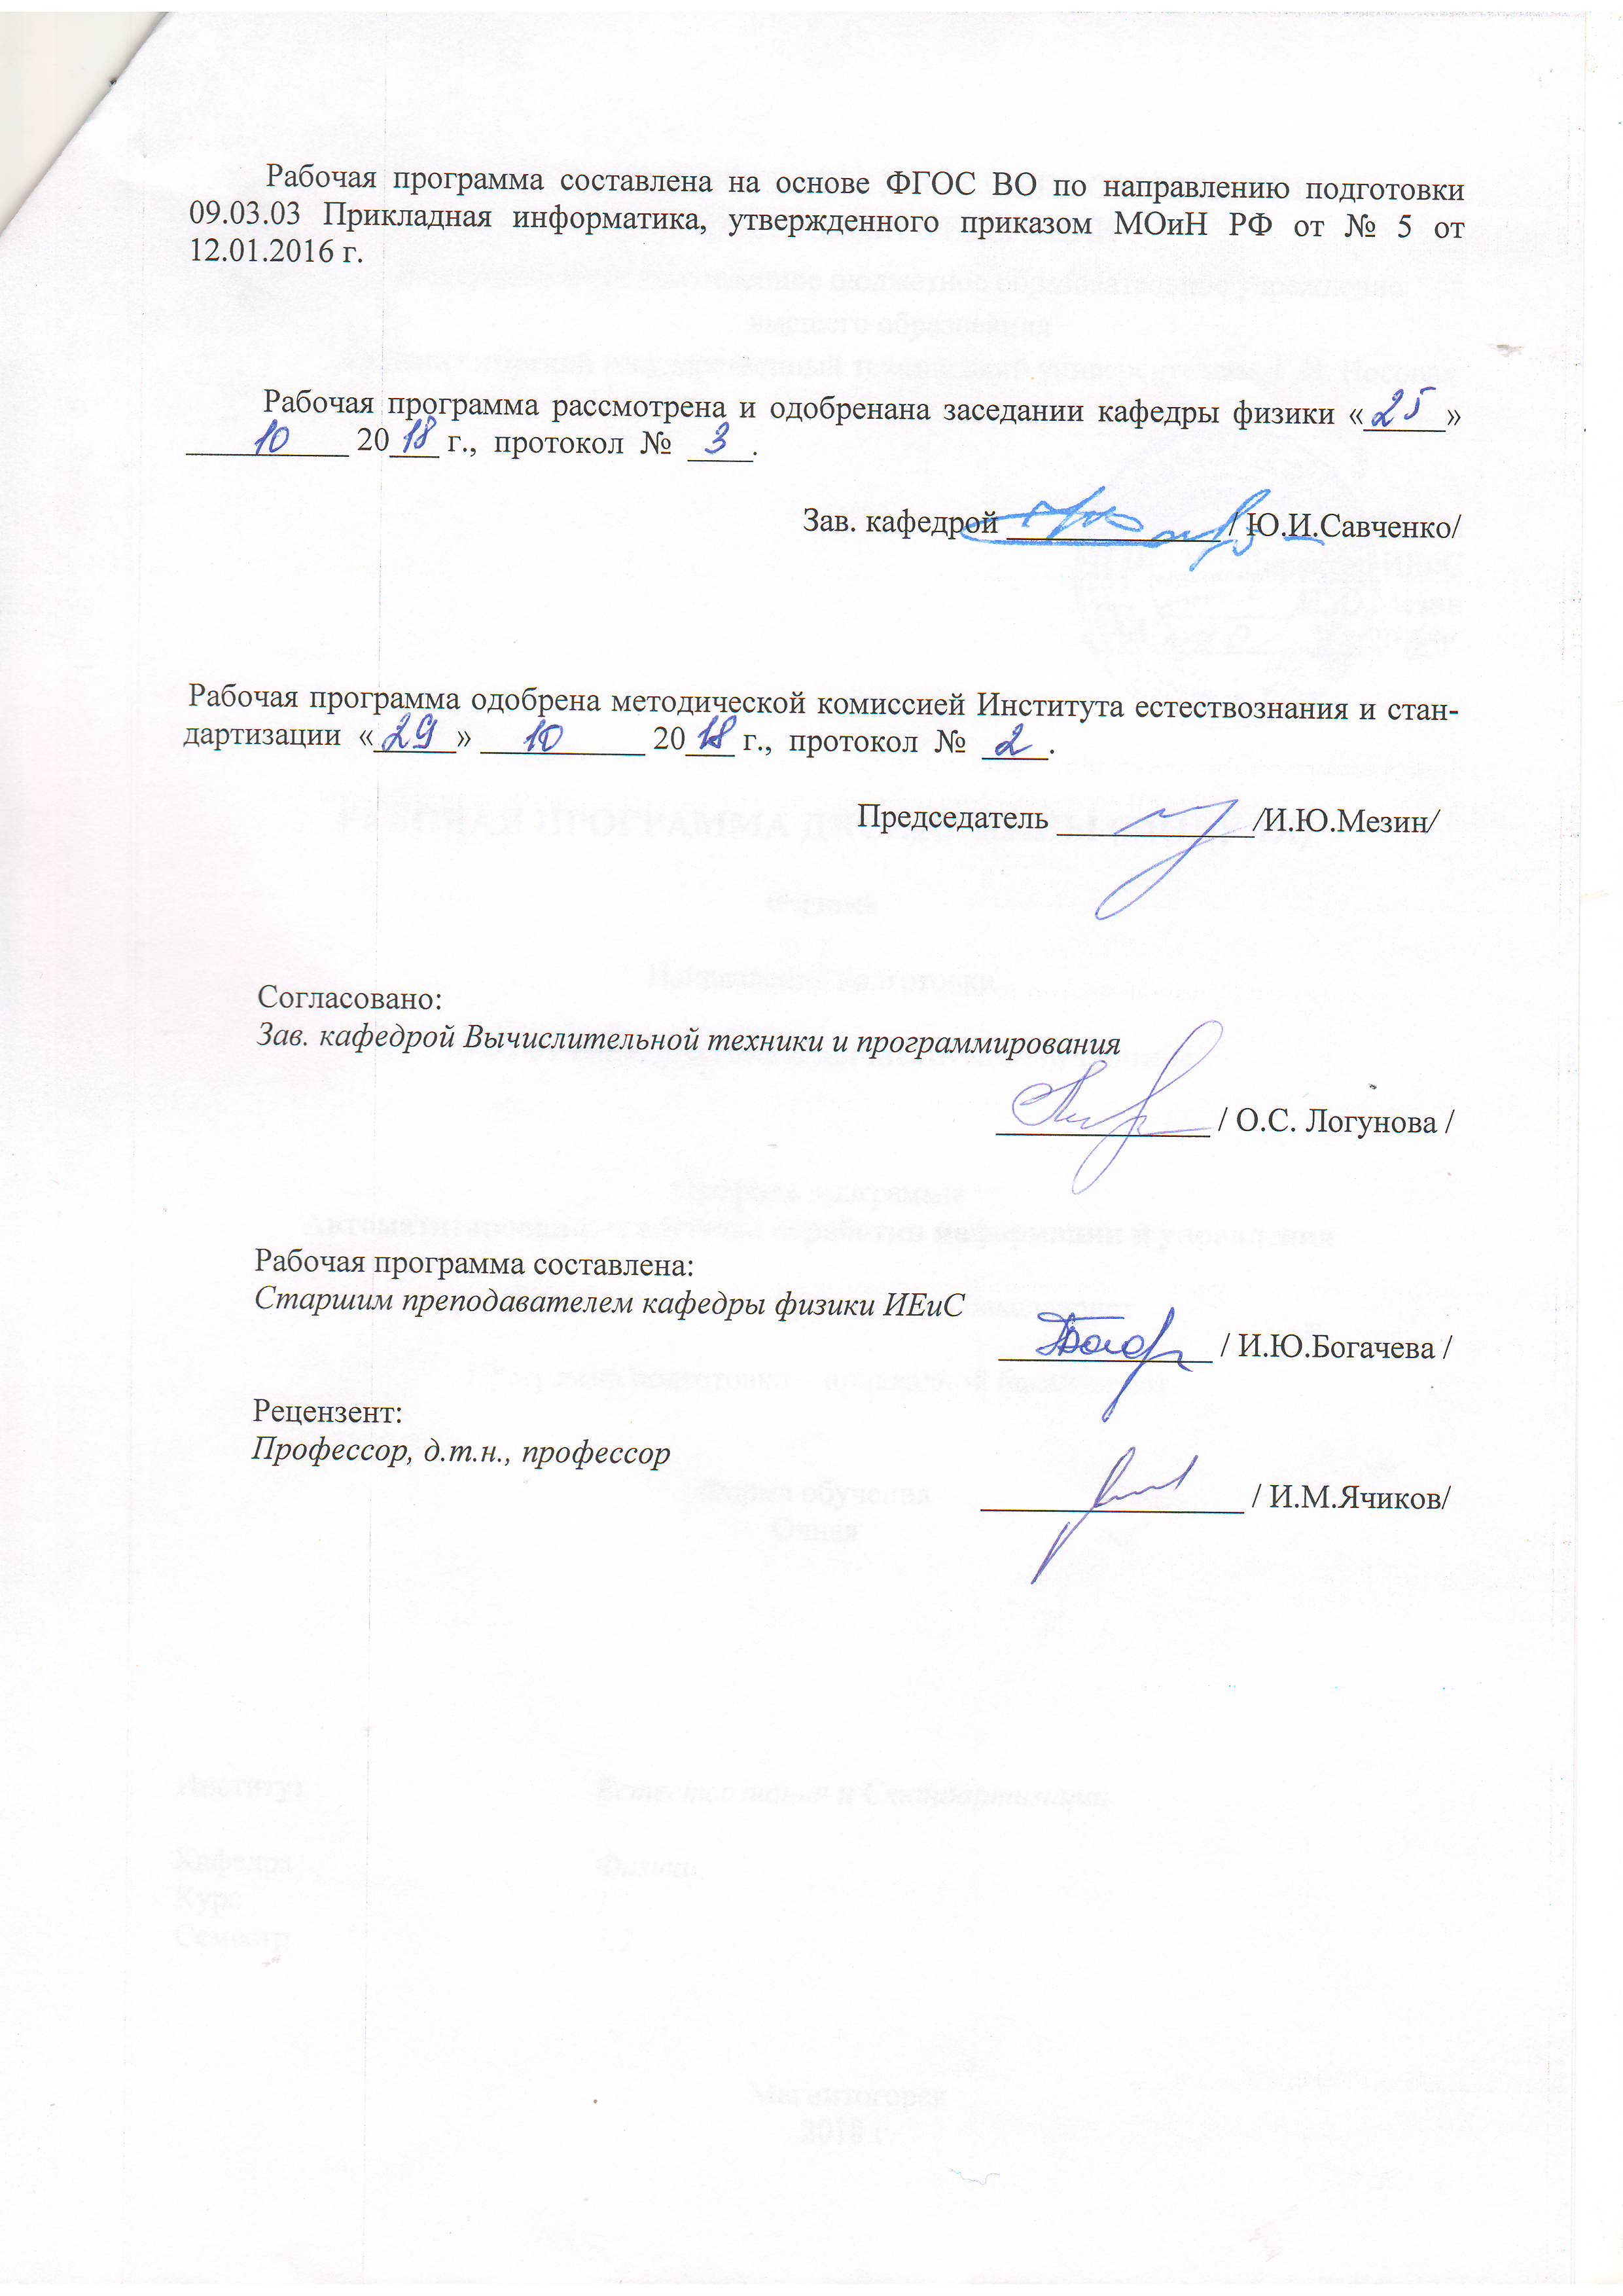 Рабочая программа составлена на основе ФГОС ВО по направлению подготовки
09.03.03 Прикладная информатика, утвержденного приказом МОиН РФ от № 5 от
12.01.2016 г.
Рабочая программа рассмотрена и одобренана заседании кафедры физики «25»
10 2018 г., протокол № 3.
Зав. кафедрой / Ю.И.Савченко/
Рабочая программа одобрена методической комиссией Института естествознания и стан-
дартизации «29» 10 2018 г., протокол № 2.
Председатель /И.Ю.Мезин/
Согласовано:
Зав. кафедрой Вычислительной техники и программирования
/ О.С. Логунова /
Рабочая программа составлена:
Старшим преподавателем кафедры физики ИЕиС
/ И.Ю.Богачева /
Рецензент:
Профессор, д.т.н., профессор
/ И.М.Ячиков/